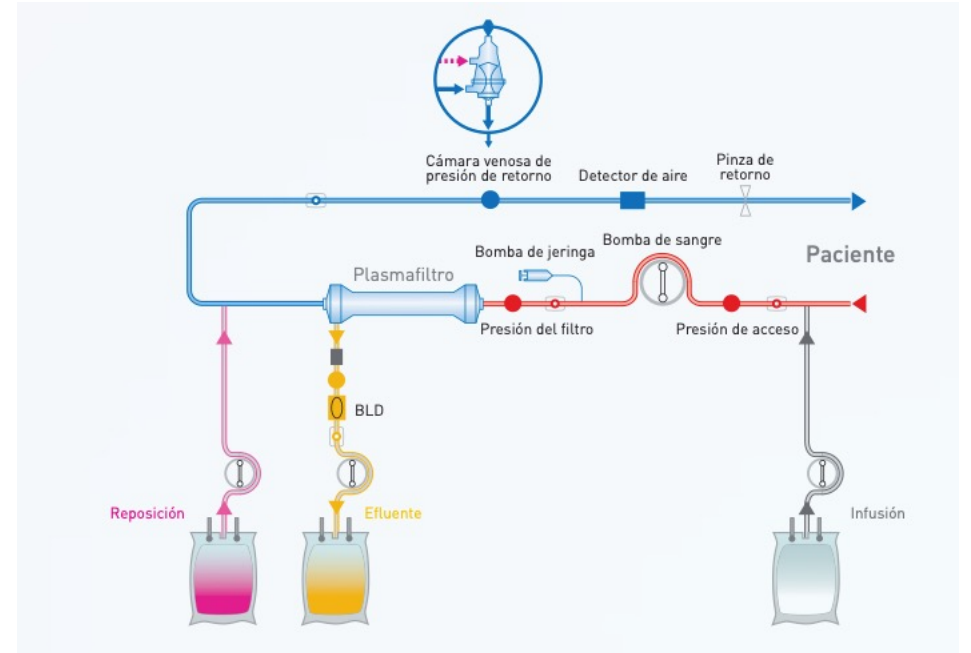 Cámara venosa de
presión de retorno
Detector de aire
Pinza de
retorno
Bomba de jeringa
Bomba de sangre
Paciente
Plasmafiltro
Presión del filtro
Presión de acceso
BLD
Reposición
Efluente
Infusión